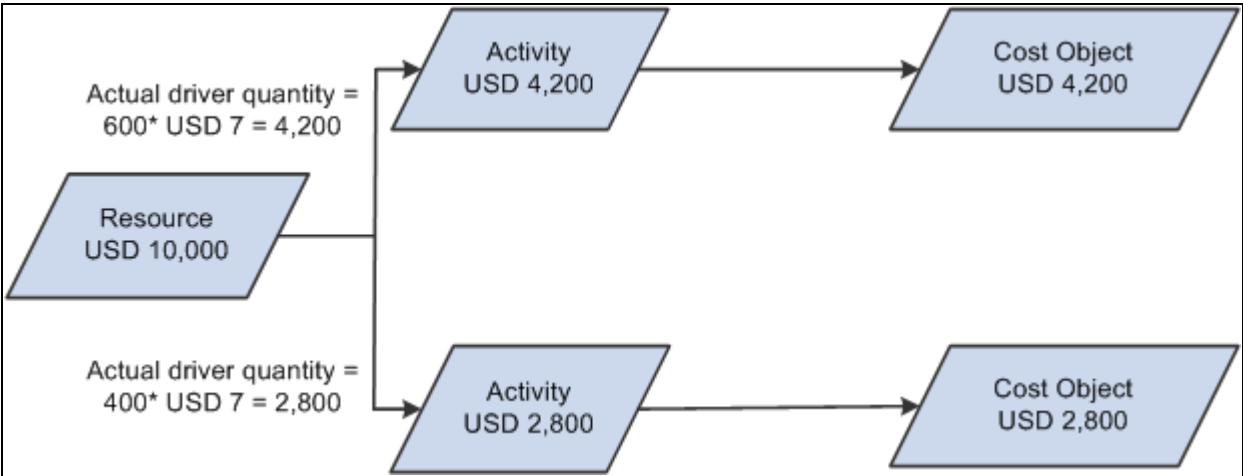 Activity
USD 4,200
Cost Object
USD 4,200
Actual driver quantity =
600* USD 7 = 4,200
Resource
USD 10,000
Actual driver quantity =
400* USD 7 = 2,800
Activity
USD 2,800
Cost Object
USD 2,800